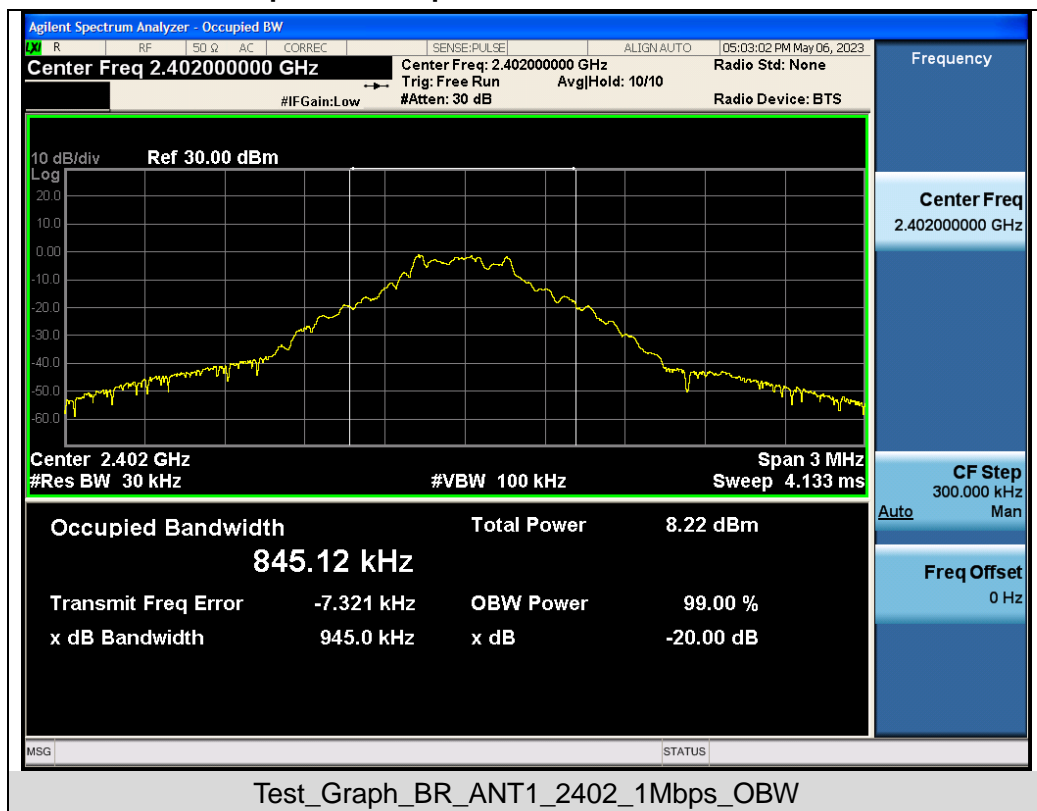 Agilent Spectrum Analyzer - Occupied BW
LXI R RF 50 Ω AC CORREC SENSE:PULSE ALIGN AUTO 05:03:02 PM May 06, 2023
Center Freq 2.402000000 GHz
Center Freq: 2.402000000 GHz
Radio Std: None
Trig: Free Run Avg|Hold: 10/10
#IFGain:Low
#Atten: 30 dB
Radio Device: BTS
10 dB/div Ref 30.00 dBm
Log
20.0
10.0
0.00
-10.0
-20.0
-30.0
-40.0
-50.0
-60.0
Center 2.402 GHz Span 3 MHz
#Res BW 30 kHz #VBW 100 kHz Sweep 4.133 ms
Occupied Bandwidth Total Power 8.22 dBm
845.12 kHz
Transmit Freq Error -7.321 kHz OBW Power 99.00 %
x dB Bandwidth 945.0 kHz x dB -20.00 dB
MSG STATUS
Frequency
Center Freq
2.402000000 GHz
CF Step
300.000 kHz
Auto Man
Freq Offset
0 Hz
Test_Graph_BR_ANT1_2402_1Mbps_OBW